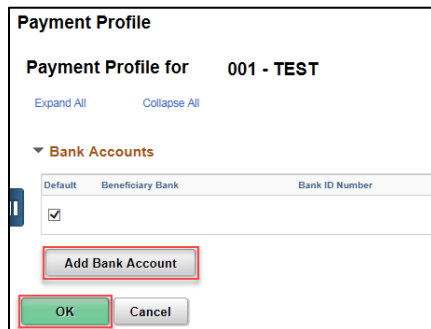 Payment Profile
Payment Profile for 001 - TEST
Expand All Collapse All
Bank Accounts
Default Beneficiary Bank Bank ID Number
Add Bank Account
OK Cancel